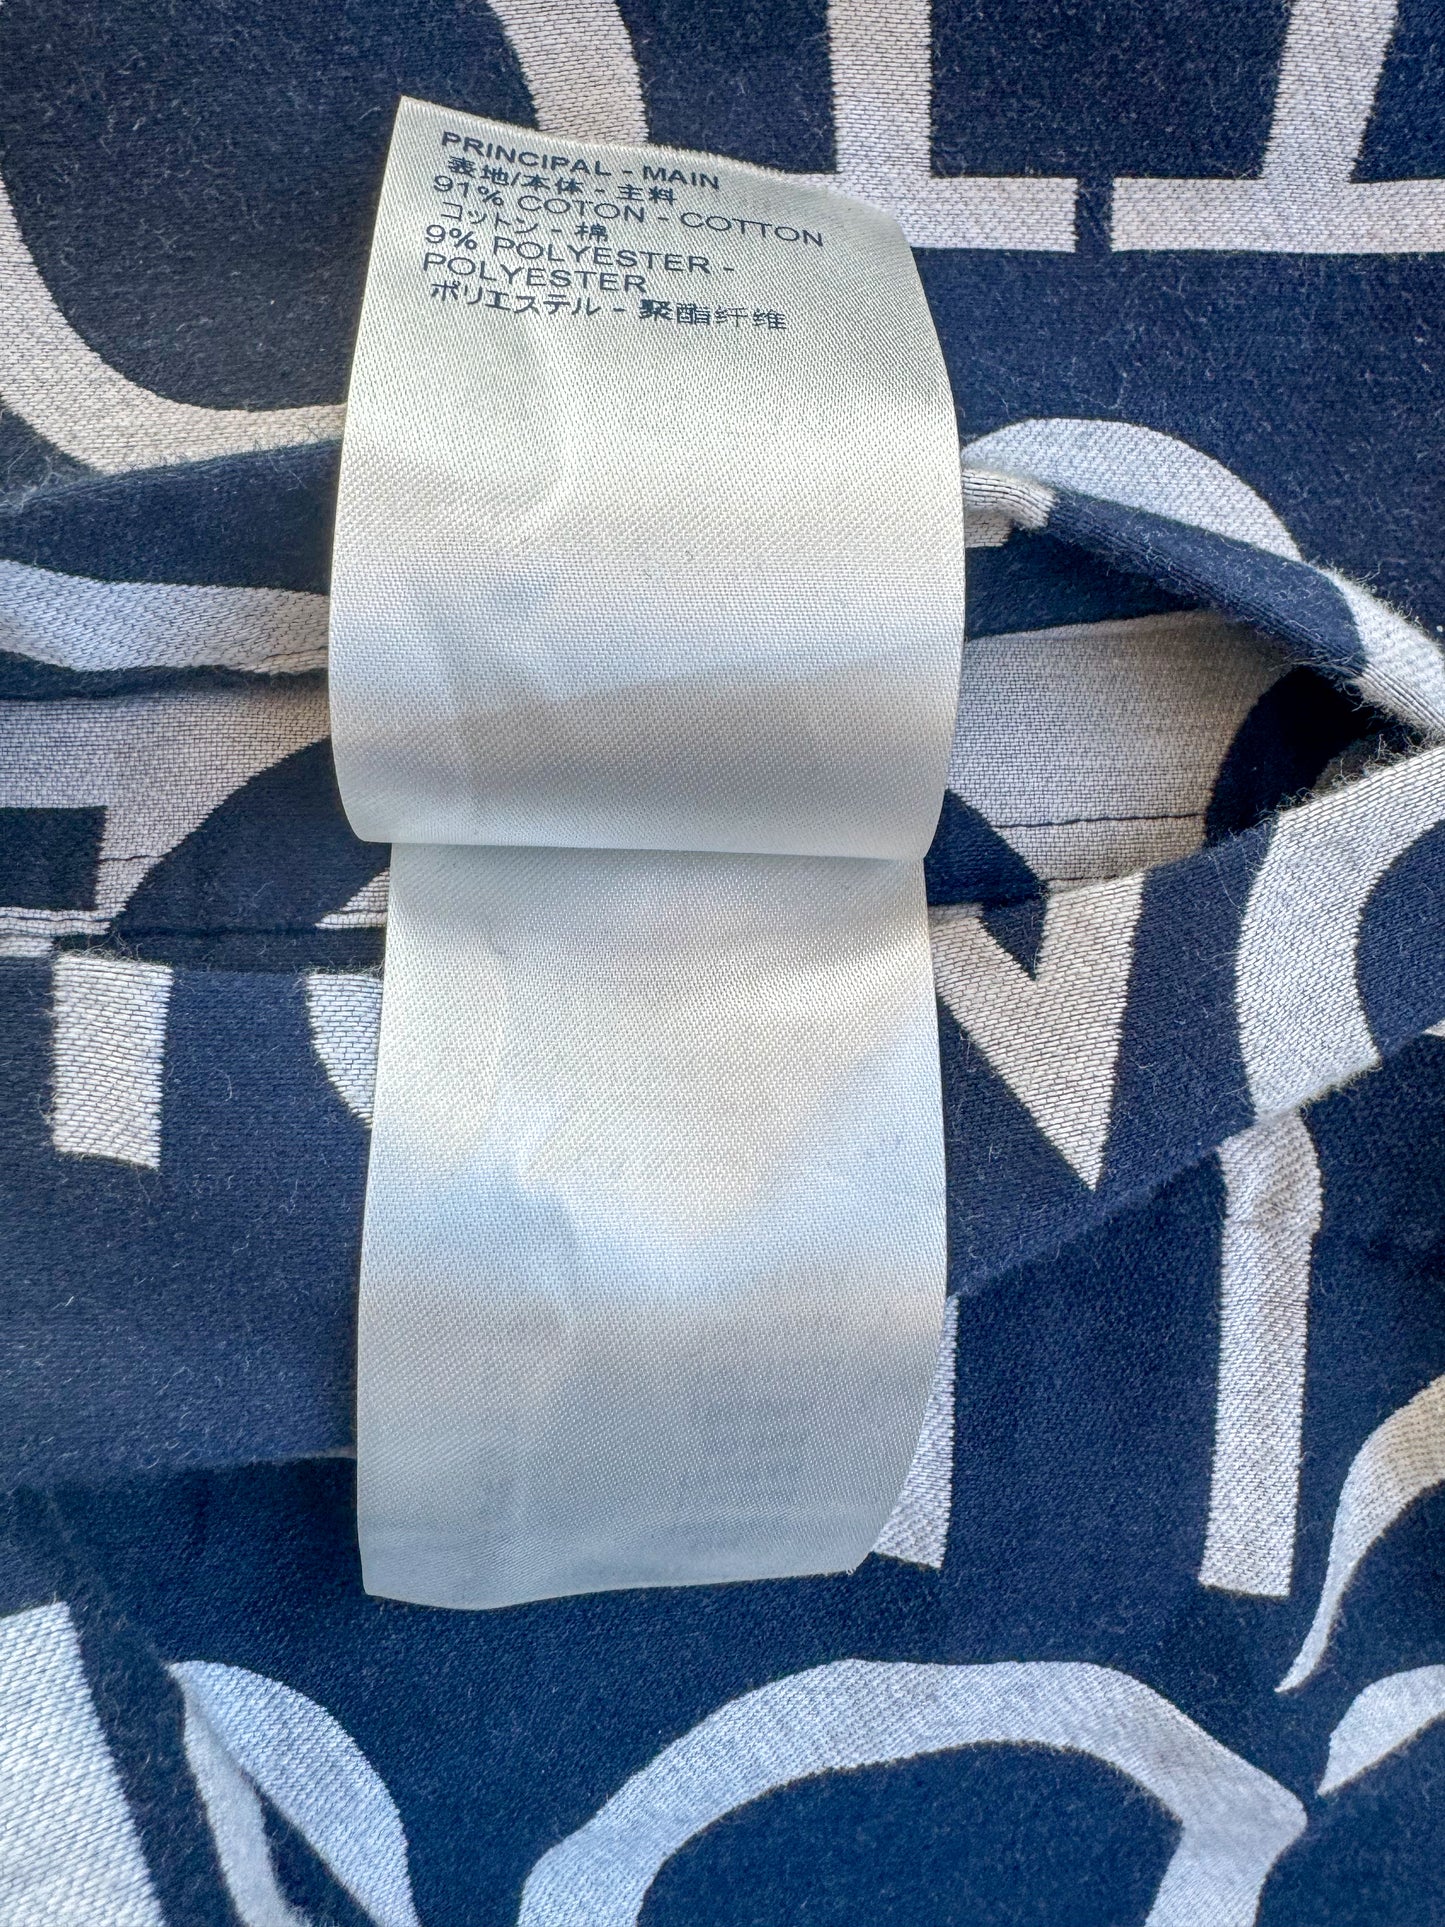 PRINCIPAL - MAIN
表地/本体 - 主料
91% COTON - COTTON
コットン - 棉
9% POLYESTER -
POLYESTER
ポリエステル - 聚酯纤维